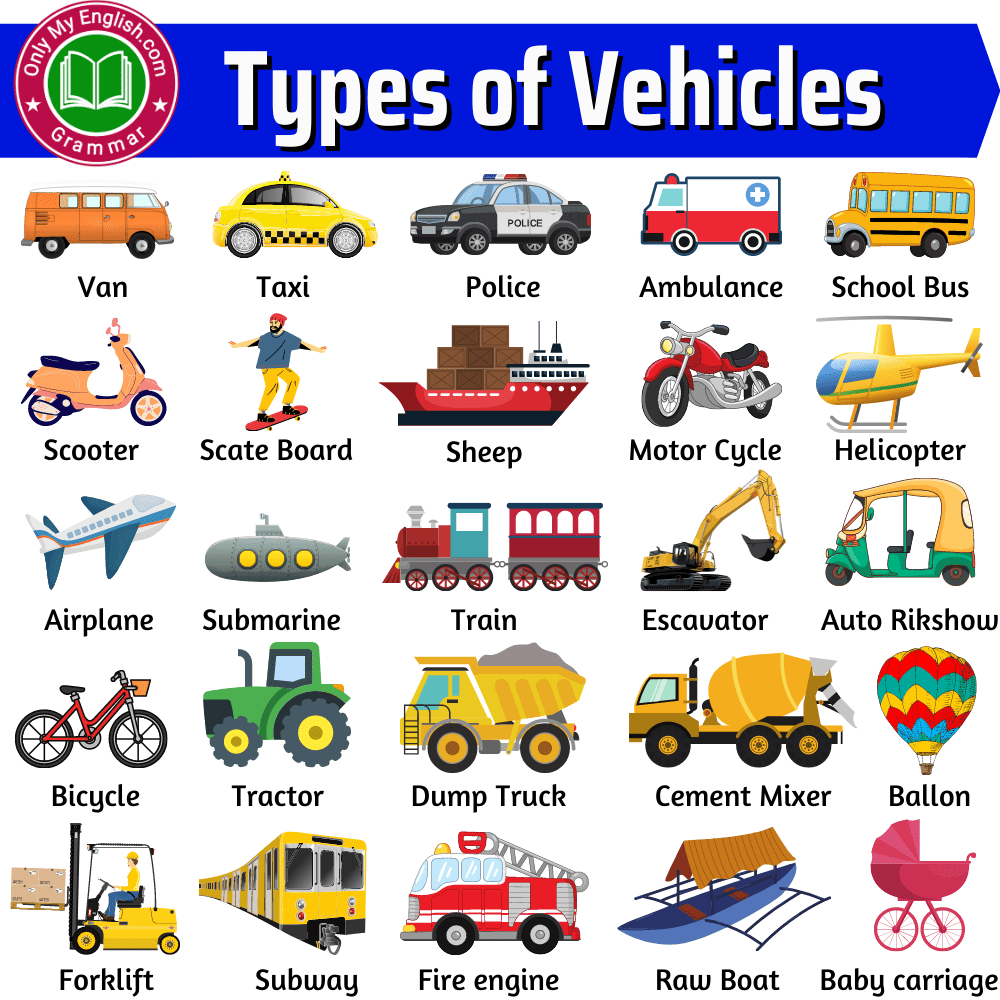 Only My English.com
Grammar
Types of Vehicles
POLICE
Van
Taxi
Police
Ambulance
School Bus
Scooter
Scate Board
Sheep
Motor Cycle
Helicopter
Airplane
Submarine
Train
Escavator
Auto Rikshow
Bicycle
Tractor
Dump Truck
Cement Mixer
Ballon
Forklift
Subway
Fire engine
Raw Boat
Baby carriage